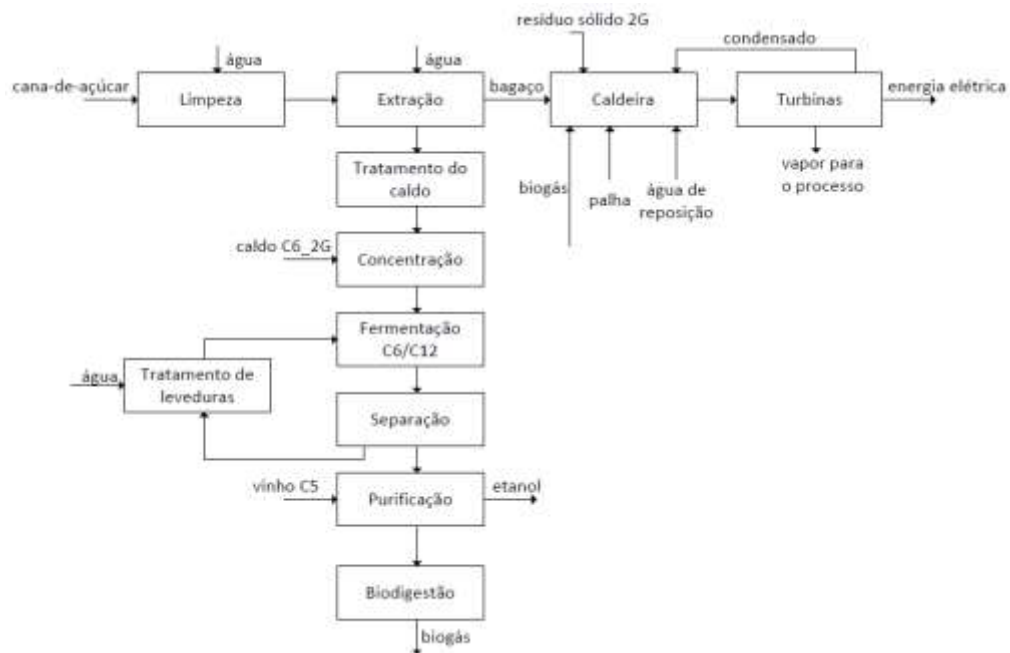 resíduo sólido 2G
condensado
água
água
cana-de-açúcar
Limpeza
Extração
bagaço
Caldeira
Turbinas
energia elétrica
biogás
palha
água de
reposição
vapor para
o processo
Tratamento do
caldo
caldo C6_2G
Concentração
Fermentação
C6/C12
água
Tratamento de
leveduras
Separação
vinho C5
Purificação
etanol
Biodigestão
biogás